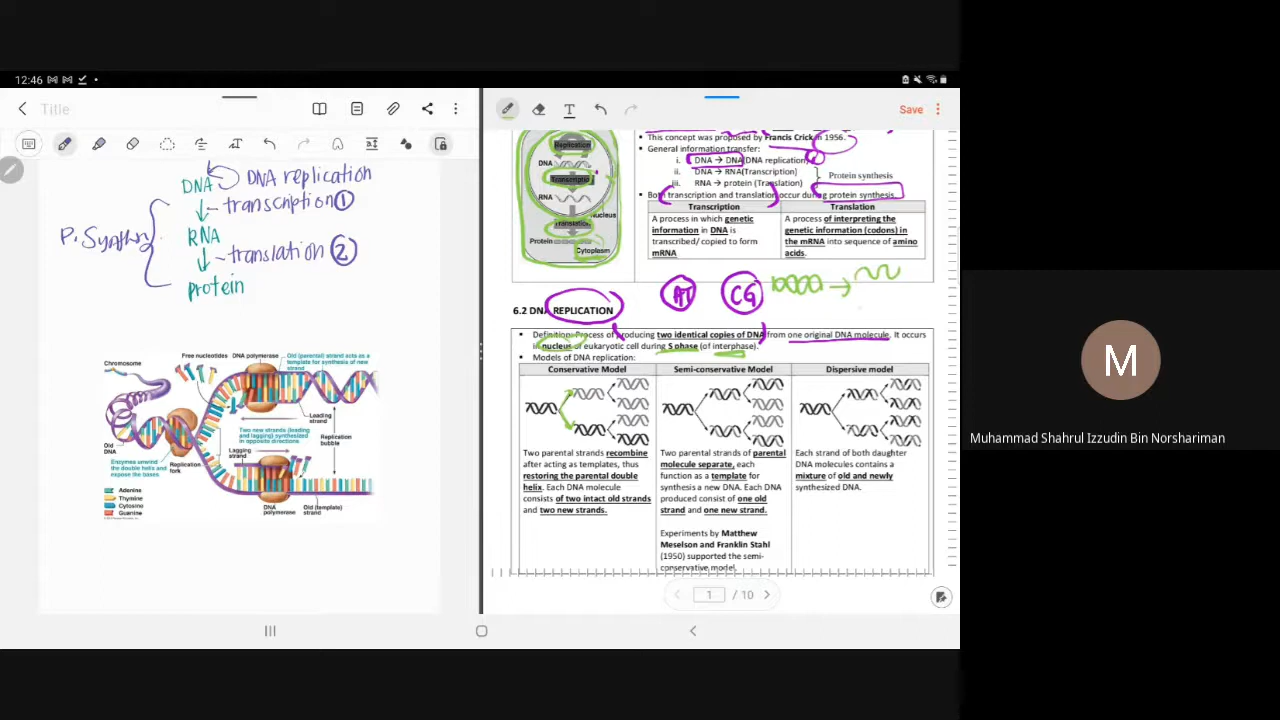 12:46
Title
DNA DNA replication
transcription 1
RNA
P. Synthesis
translation 2
Protein
Chromosome
Free nucleotides
DNA polymerase
Old (parental) strand acts as a
template for synthesis of new
strand
Leading
strand
Two new strands (leading
and lagging) synthesized
in opposite directions
Replication
bubble
Lagging
strand
Old
DNA
Enzymes unwind
the double helix and
expose the bases
Replication
fork
Adenine
Thymine
Cytosine
Guanine
DNA
polymerase
Old (template)
strand
Save
Replication
DNA
Transcription
RNA
Nucleus
Translation
Protein
Cytoplasm
• This concept was proposed by Francis Crick in 1956.
• General information transfer:
i. DNA → DNA(DNA replication)
ii. DNA → RNA(Transcription)
iii. RNA → protein (Translation)
Protein synthesis
• Both transcription and translation occur during protein synthesis.
Transcription
A process in which genetic
information in DNA is
transcribed/ copied to form
mRNA
Translation
A process of interpreting the
genetic information (codons) in
the mRNA into sequence of amino
acids.
AT CG
6.2 DNA REPLICATION
• Definition: Process of producing two identical copies of DNA from one original DNA molecule. It occurs
in nucleus of eukaryotic cell during S phase (of interphase).
• Models of DNA replication:
Conservative Model
Two parental strands recombine
after acting as templates, thus
restoring the parental double
helix. Each DNA molecule
consists of two intact old strands
and two new strands.
Semi-conservative Model
Two parental strands of parental
molecule separate, each
function as a template for
synthesis a new DNA. Each DNA
produced consist of one old
strand and one new strand.
Experiments by Matthew
Meselson and Franklin Stahl
(1950) supported the semi-
conservative model.
Dispersive model
Each strand of both daughter
DNA molecules contains a
mixture of old and newly
synthesized DNA.
1 / 10
M
Muhammad Shahrul Izzudin Bin Norshariman